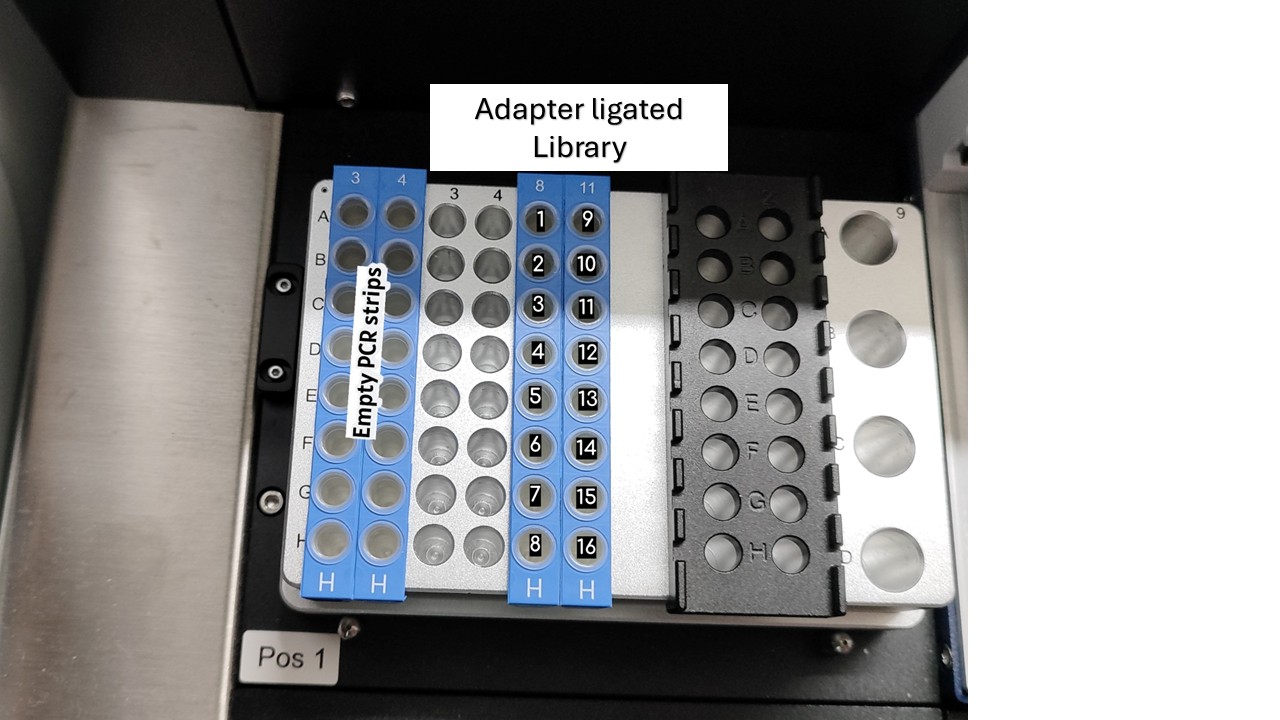 Adapter ligated
Library
3 4 3 4 8 11 9
A 1 9 A
B 2 10 B
C 3 11 C
D 4 12 D
E 5 13 E
F 6 14 F
G 7 15 G
H 8 16 H
H H H H
A
B
C
D
Empty PCR strips
Pos 1